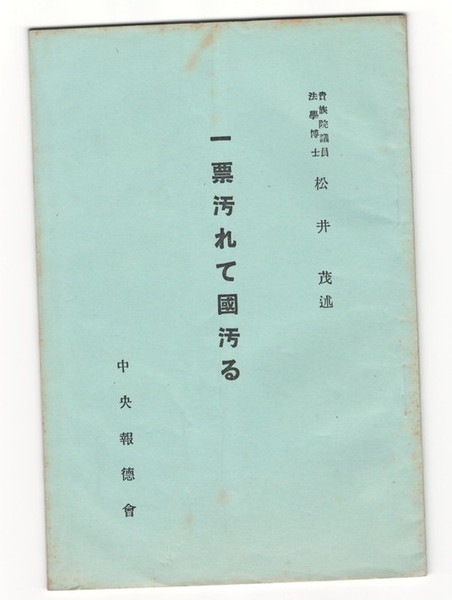 貴族院議員
法學博士
松井茂述
一票汚れて國汚る
中央報德會